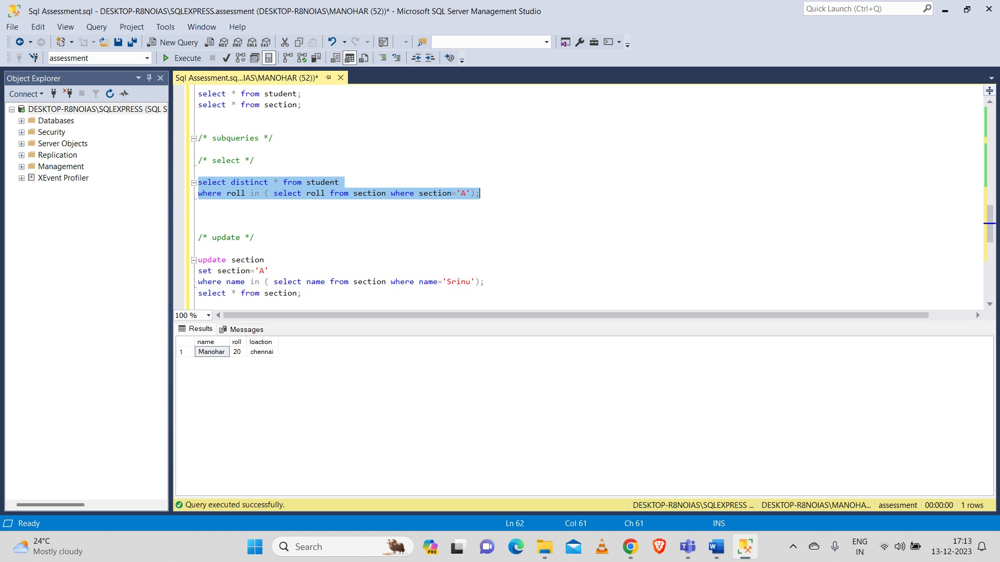 Sql Assessment.sql - DESKTOP-R8NOIAS\SQLEXPRESS.assessment (DESKTOP-R8NOIAS\MANOHAR (52))* - Microsoft SQL Server Management Studio
Quick Launch (Ctrl+Q)
File Edit View Query Project Tools Window Help
New Query MDX DMX XMLA DAX
assessment Execute
Object Explorer
Sql Assessment.sq...IAS\MANOHAR (52))*
Connect
DESKTOP-R8NOIAS\SQLEXPRESS (SQL S
Databases
Security
Server Objects
Replication
Management
XEvent Profiler
select * from student;
select * from section;
/* subqueries */
/* select */
select distinct * from student
where roll in ( select roll from section where section='A');
/* update */
update section
set section='A'
where name in ( select name from section where name='Srinu');
select * from section;
100 %
Results Messages
name roll loaction
1 Manohar 20 chennai
Query executed successfully.
DESKTOP-R8NOIAS\SQLEXPRESS ... DESKTOP-R8NOIAS\MANOHA... assessment 00:00:00 1 rows
Ready Ln 62 Col 61 Ch 61 INS
24°C
Mostly cloudy
Search
PRE
ENG
IN
17:13
13-12-2023